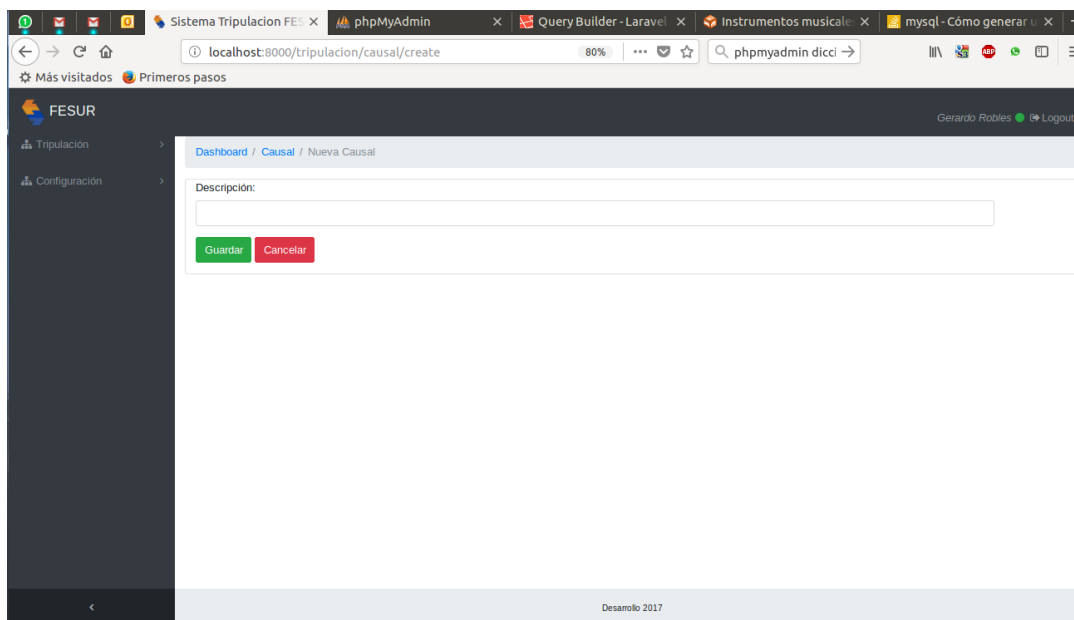 Sistema Tripulacion FES
phpMyAdmin
Query Builder - Laravel
Instrumentos musicale
mysql - Cómo generar u
localhost:8000/tripulacion/causal/create
80%
phpmyadmin dicci
ABP
Más visitados
Primeros pasos
FESUR
Gerardo Robles
Logout
Tripulación
Dashboard / Causal / Nueva Causal
Configuración
Descripción:
Guardar
Cancelar
Desarrollo 2017